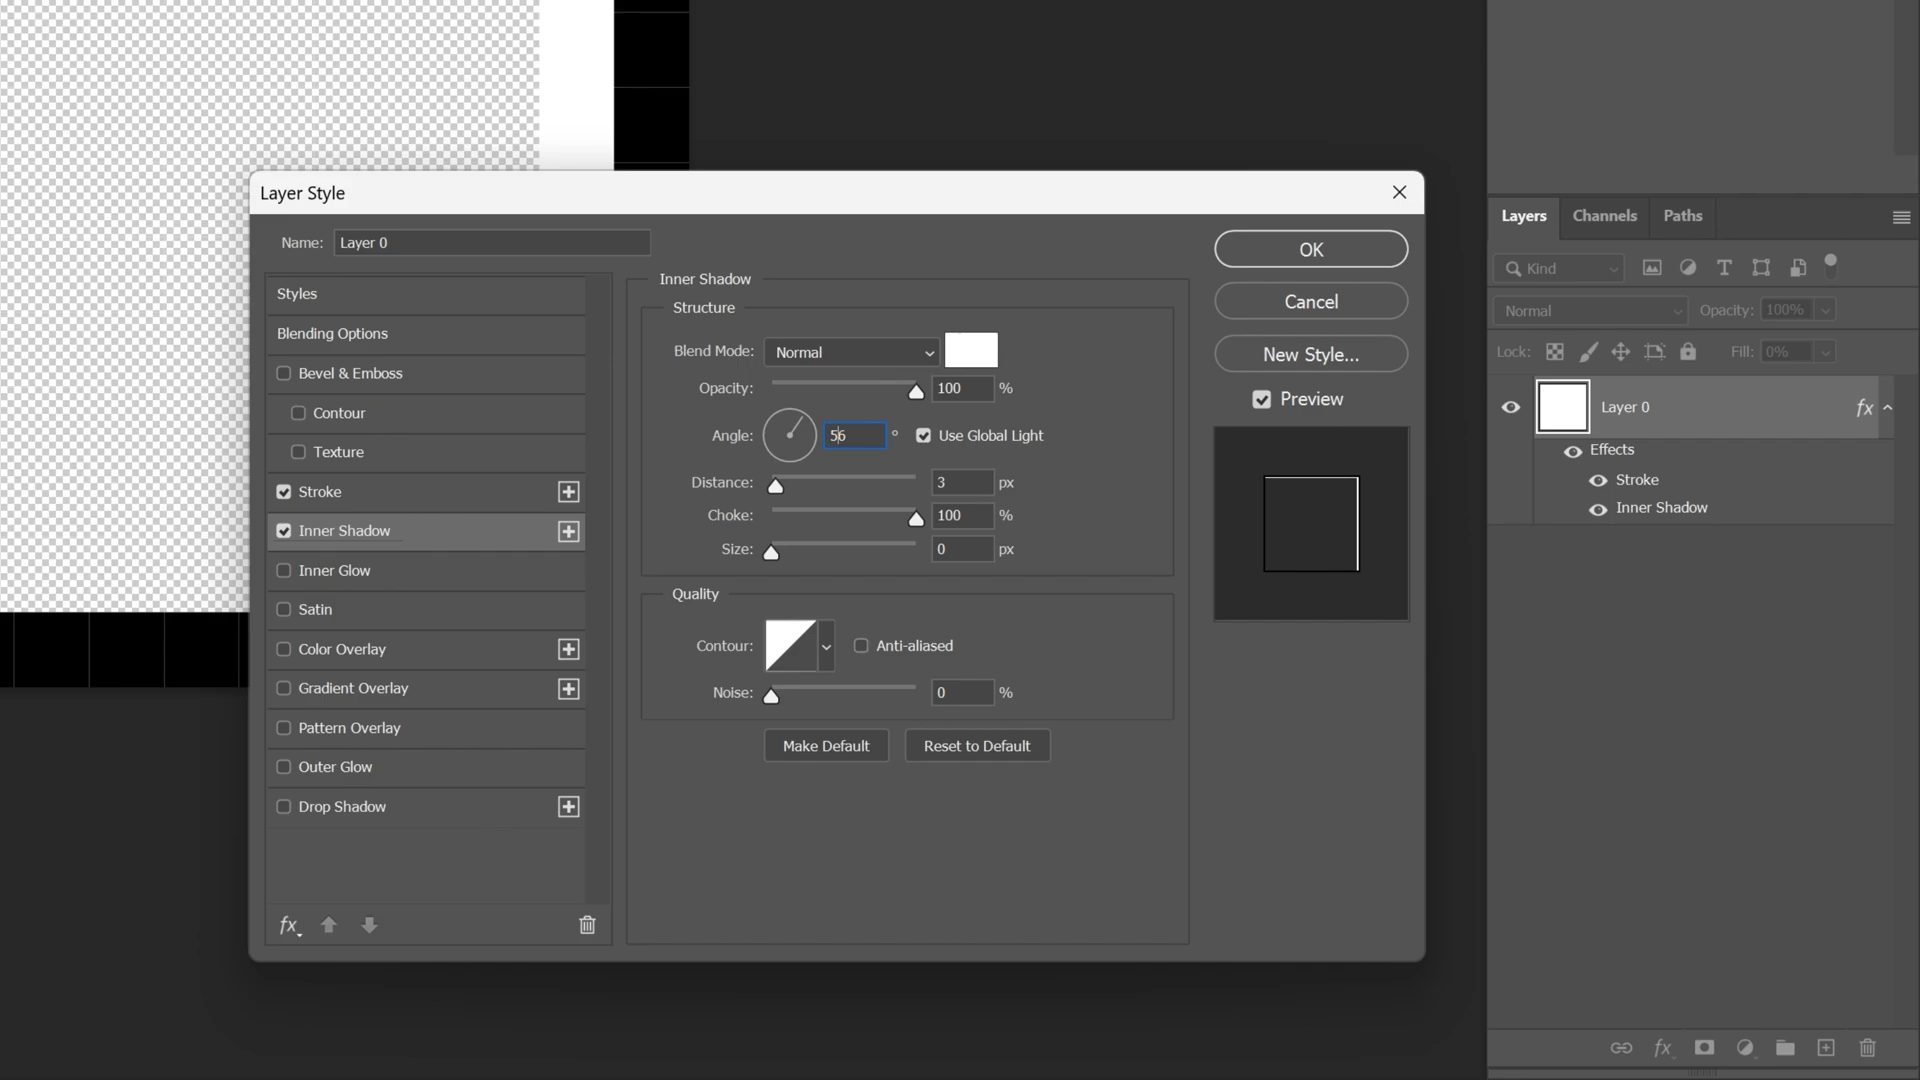 Layer Style
Name: Layer 0
Styles
Blending Options
Bevel & Emboss
Contour
Texture
Stroke
Inner Shadow
Inner Glow
Satin
Color Overlay
Gradient Overlay
Pattern Overlay
Outer Glow
Drop Shadow
fx
Inner Shadow
Structure
Blend Mode: Normal
Opacity: 100 %
Angle: 56 ° Use Global Light
Distance: 3 px
Choke: 100 %
Size: 0 px
Quality
Contour: Anti-aliased
Noise: 0 %
Make Default Reset to Default
OK
Cancel
New Style...
Preview
Layers Channels Paths
Kind
Normal Opacity: 100%
Lock: Fill: 0%
Layer 0 fx
Effects
Stroke
Inner Shadow
fx